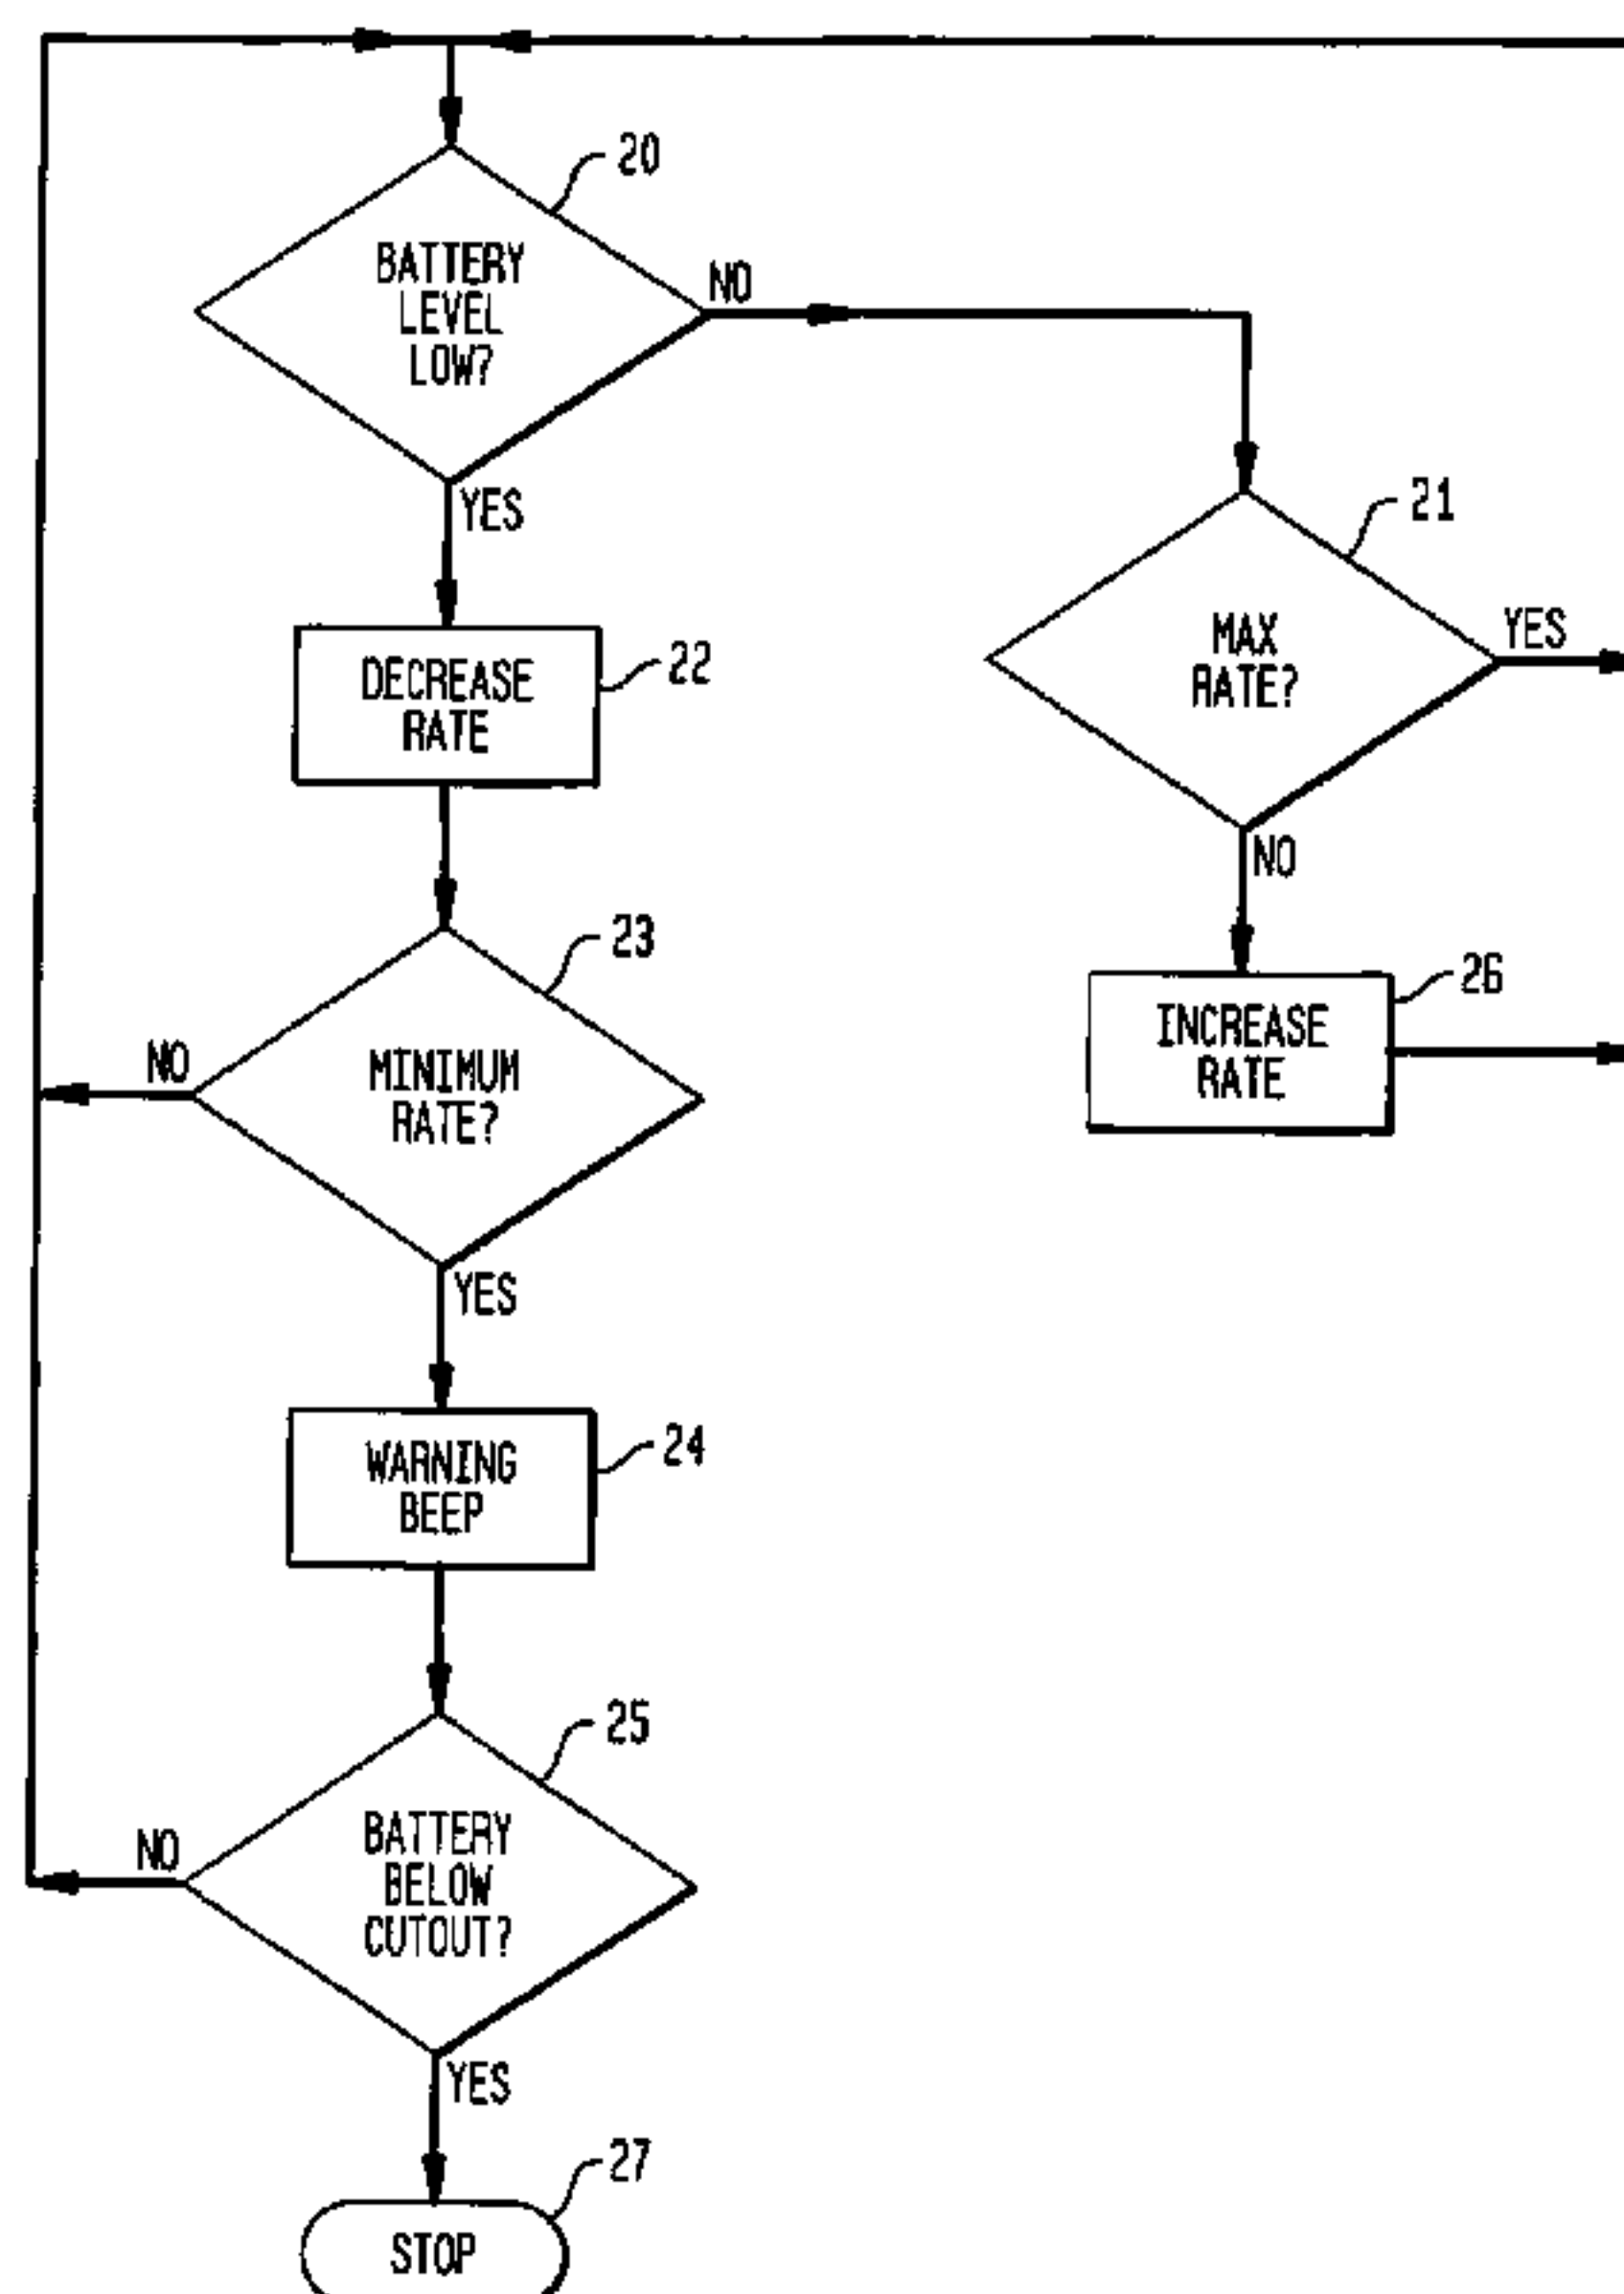 20
BATTERY
LEVEL
LOW?
NO
YES
21
MAX
RATE?
YES
NO
22
DECREASE
RATE
23
MINIMUM
RATE?
NO
YES
26
INCREASE
RATE
24
WARNING
BEEP
25
BATTERY
BELOW
CUTOUT?
NO
YES
27
STOP